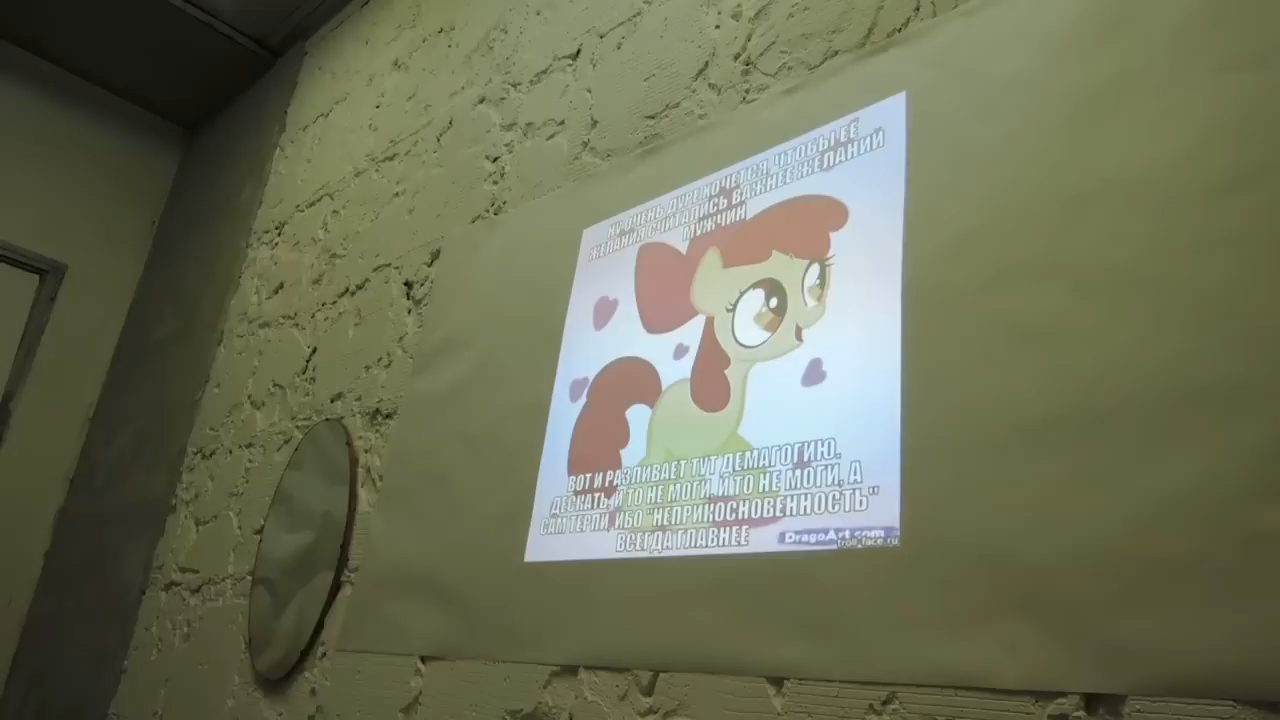 НУ ОЧЕНЬ ДУРЕ ХОЧЕТСЯ, ЧТОБЫ ЕЁ
ЖЕЛАНИЯ СЧИТАЛИСЬ ВАЖНЕЕ ЖЕЛАНИЙ
МУЖЧИН
ВОТ И РАЗЛИВАЕТ ТУТ ДЕМАГОГИЮ.
ДЕСКАТЬ, Й ТО НЕ МОГИ, Й ТО НЕ МОГИ, А
САМ ТЕРПИ, ИБО "НЕПРИКОСНОВЕННОСТЬ"
ВСЕГДА ГЛАВНЕЕ
DragoArt.com
troll-face.ru